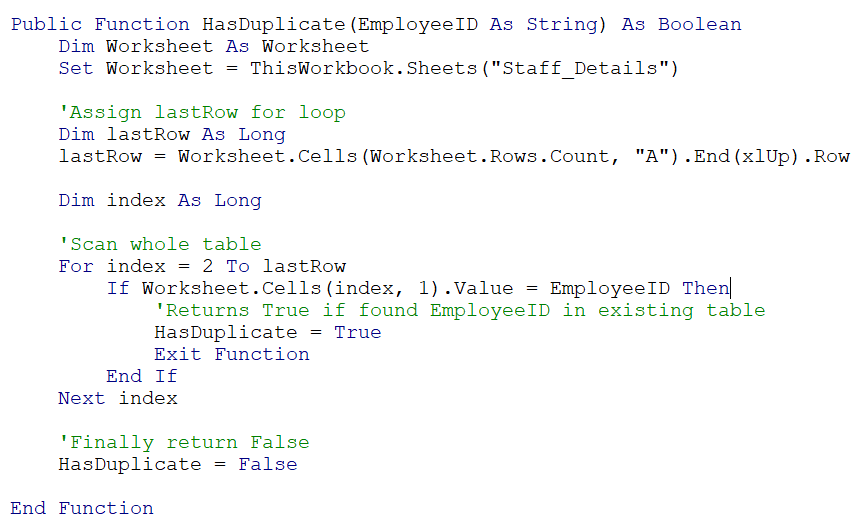 Public Function HasDuplicate(EmployeeID As String) As Boolean
    Dim Worksheet As Worksheet
    Set Worksheet = ThisWorkbook.Sheets("Staff_Details")

    'Assign lastRow for loop
    Dim lastRow As Long
    lastRow = Worksheet.Cells(Worksheet.Rows.Count, "A").End(xlUp).Row

    Dim index As Long

    'Scan whole table
    For index = 2 To lastRow
        If Worksheet.Cells(index, 1).Value = EmployeeID Then
            'Returns True if found EmployeeID in existing table
            HasDuplicate = True
            Exit Function
        End If
    Next index

    'Finally return False
    HasDuplicate = False

End Function